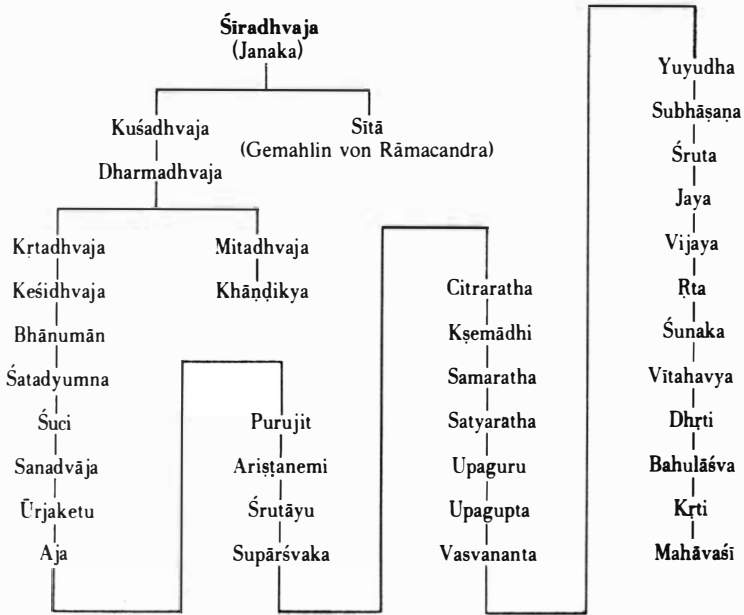 Śīradhvaja
(Janaka)
Kuśadhvaja
Sītā
(Gemahlin von Rāmacandra)
Dharmadhvaja
Kṛtadhvaja
Mitadhvaja
Keśidhvaja
Khāṇḍikya
Bhānumān
Śatadyumna
Śuci
Sanadvāja
Ūrjaketu
Aja
Purujit
Ariṣṭanemi
Śrutāyu
Supārśvaka
Citraratha
Kṣemādhi
Samaratha
Satyaratha
Upaguru
Upagupta
Vasvananta
Yuyudha
Subhāṣaṇa
Śruta
Jaya
Vijaya
Ṛta
Śunaka
Vītahavya
Dhṛti
Bahulāśva
Kṛti
Mahāvaśī